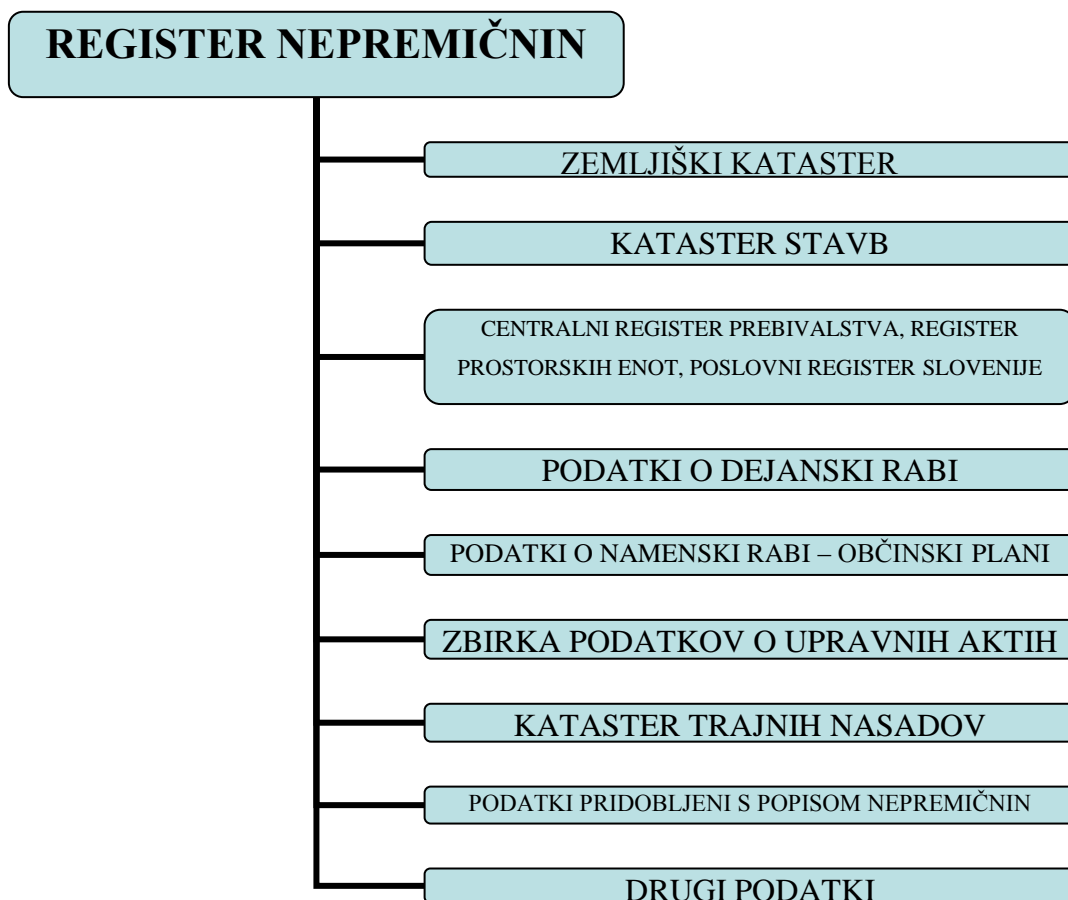 REGISTER NEPREMIČNIN
ZEMLJIŠKI KATASTER
KATASTER STAVB
CENTRALNI REGISTER PREBIVALSTVA, REGISTER
PROSTORSKIH ENOT, POSLOVNI REGISTER SLOVENIJE
PODATKI O DEJANSKI RABI
PODATKI O NAMENSKI RABI – OBČINSKI PLANI
ZBIRKA PODATKOV O UPRAVNIH AKTIH
KATASTER TRAJNIH NASADOV
PODATKI PRIDOBLJENI S POPISOM NEPREMIČNIN
DRUGI PODATKI